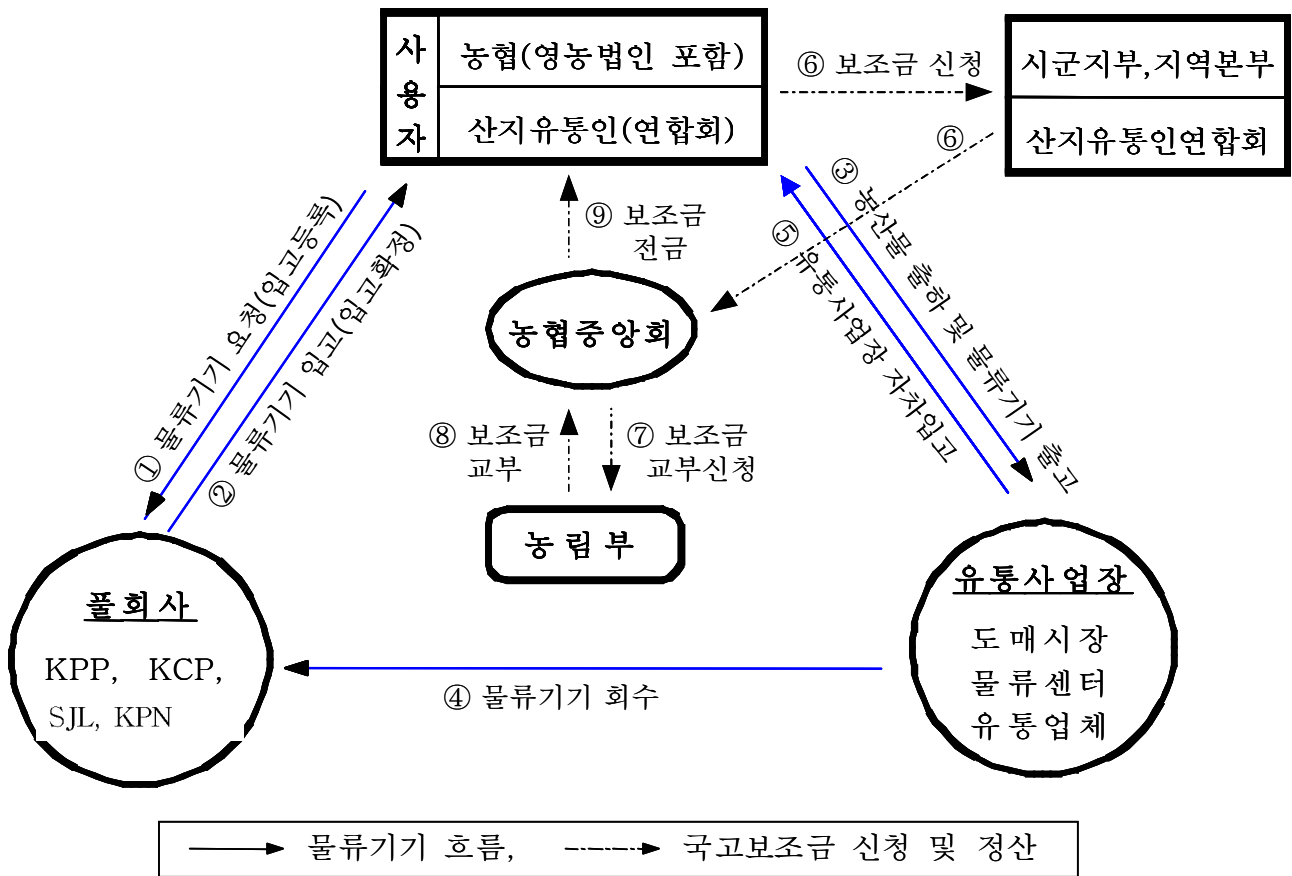 사용자
농협(영농법인 포함)
산지유통인(연합회)
⑥ 보조금 신청
시군지부,지역본부
산지유통인연합회
⑥
① 물류기기 요청(입고등록)
② 물류기기 입고(입고확정)
⑨ 보조금
전금
③ 농산물 출하 및 물류기기 출고
⑤ 유통사업장 자차입고
농협중앙회
⑧ 보조금
교부
⑦ 보조금
교부신청
농림부
풀회사
KPP, KCP,
SJL, KPN
④ 물류기기 회수
유통사업장
도매시장
물류센터
유통업체
물류기기 흐름,
국고보조금 신청 및 정산